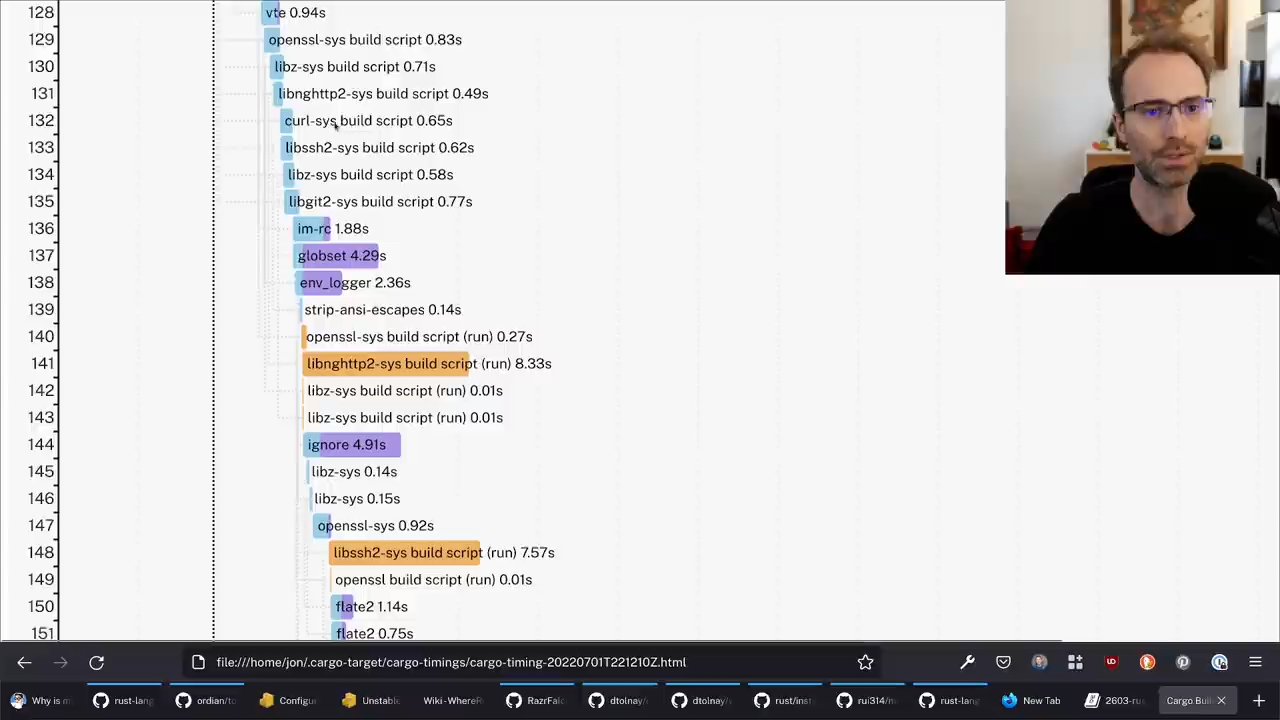 128 vte 0.94s
129 openssl-sys build script 0.83s
130 libz-sys build script 0.71s
131 libnghttp2-sys build script 0.49s
132 curl-sys build script 0.65s
133 libssh2-sys build script 0.62s
134 libz-sys build script 0.58s
135 libgit2-sys build script 0.77s
136 im-rc 1.88s
137 globset 4.29s
138 env_logger 2.36s
139 strip-ansi-escapes 0.14s
140 openssl-sys build script (run) 0.27s
141 libnghttp2-sys build script (run) 8.33s
142 libz-sys build script (run) 0.01s
143 libz-sys build script (run) 0.01s
144 ignore 4.91s
145 libz-sys 0.14s
146 libz-sys 0.15s
147 openssl-sys 0.92s
148 libssh2-sys build script (run) 7.57s
149 openssl build script (run) 0.01s
150 flate2 1.14s
151 flate2 0.75s
file:///home/jon/.cargo-target/cargo-timings/cargo-timing-20220701T221210Z.html
Why is m rust-lang ordian/to Configu Unstabl Wiki-WhereR RazrFalc dtolnay/ dtolnay/ rust/inst rui314/m rust-lang New Tab 2603-rus Cargo Buil